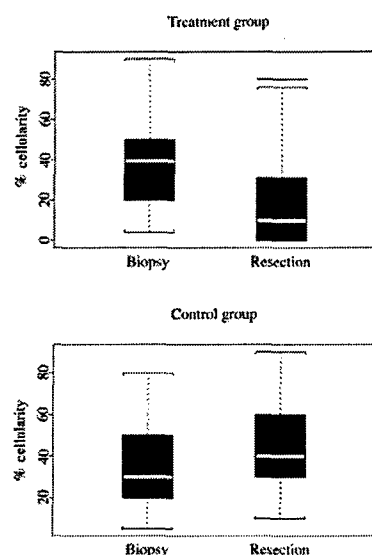 Treatment group
% cellularity
80
60
40
20
0
Biopsy Resection
Control group
% cellularity
80
60
40
20
Biopsy Resection